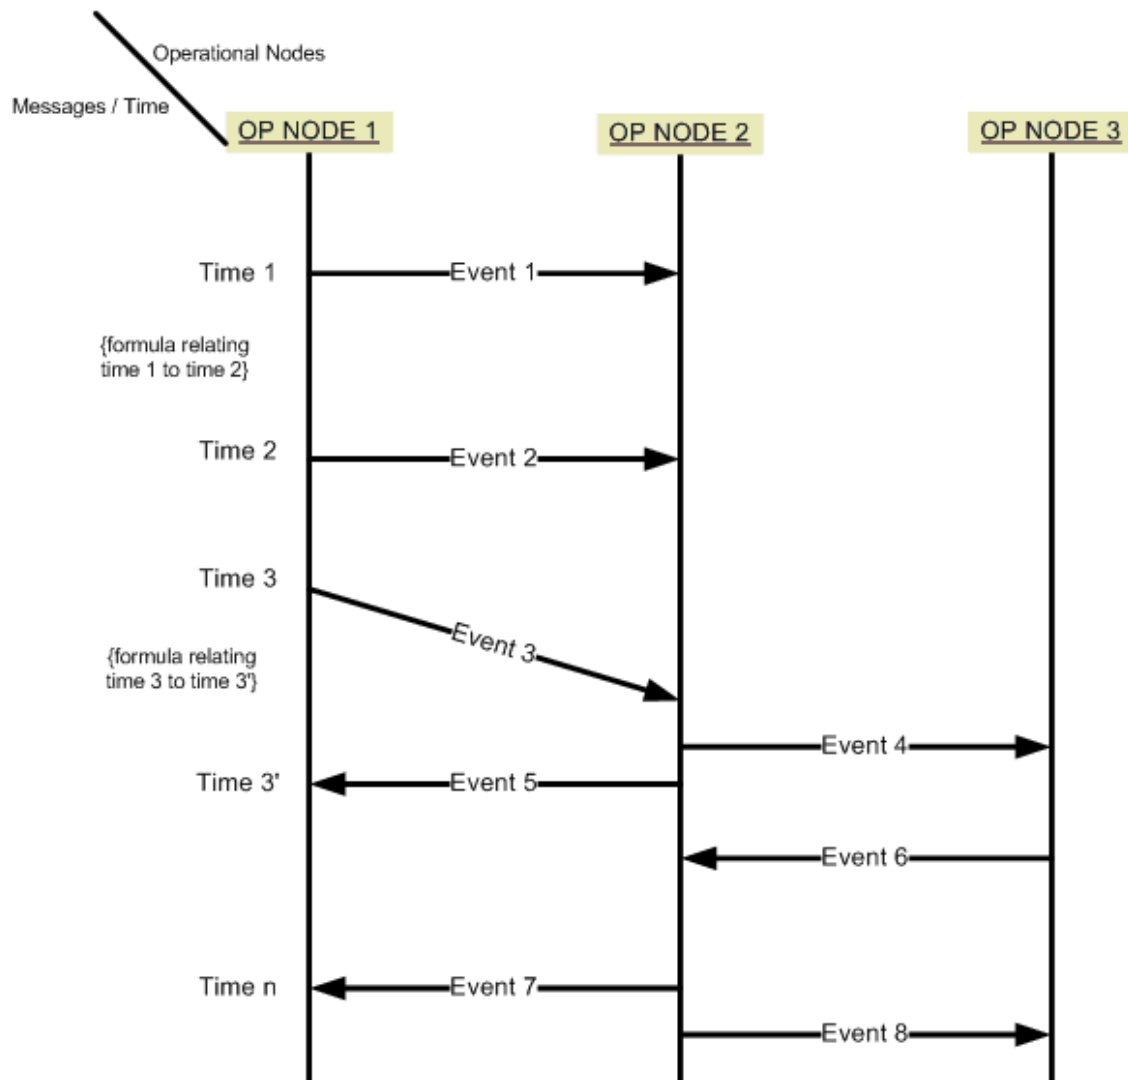 Operational Nodes
Messages / Time
OP NODE 1
OP NODE 2
OP NODE 3
Time 1
Event 1
{formula relating
time 1 to time 2}
Time 2
Event 2
Time 3
Event 3
{formula relating
time 3 to time 3'}
Event 4
Time 3'
Event 5
Event 6
Time n
Event 7
Event 8